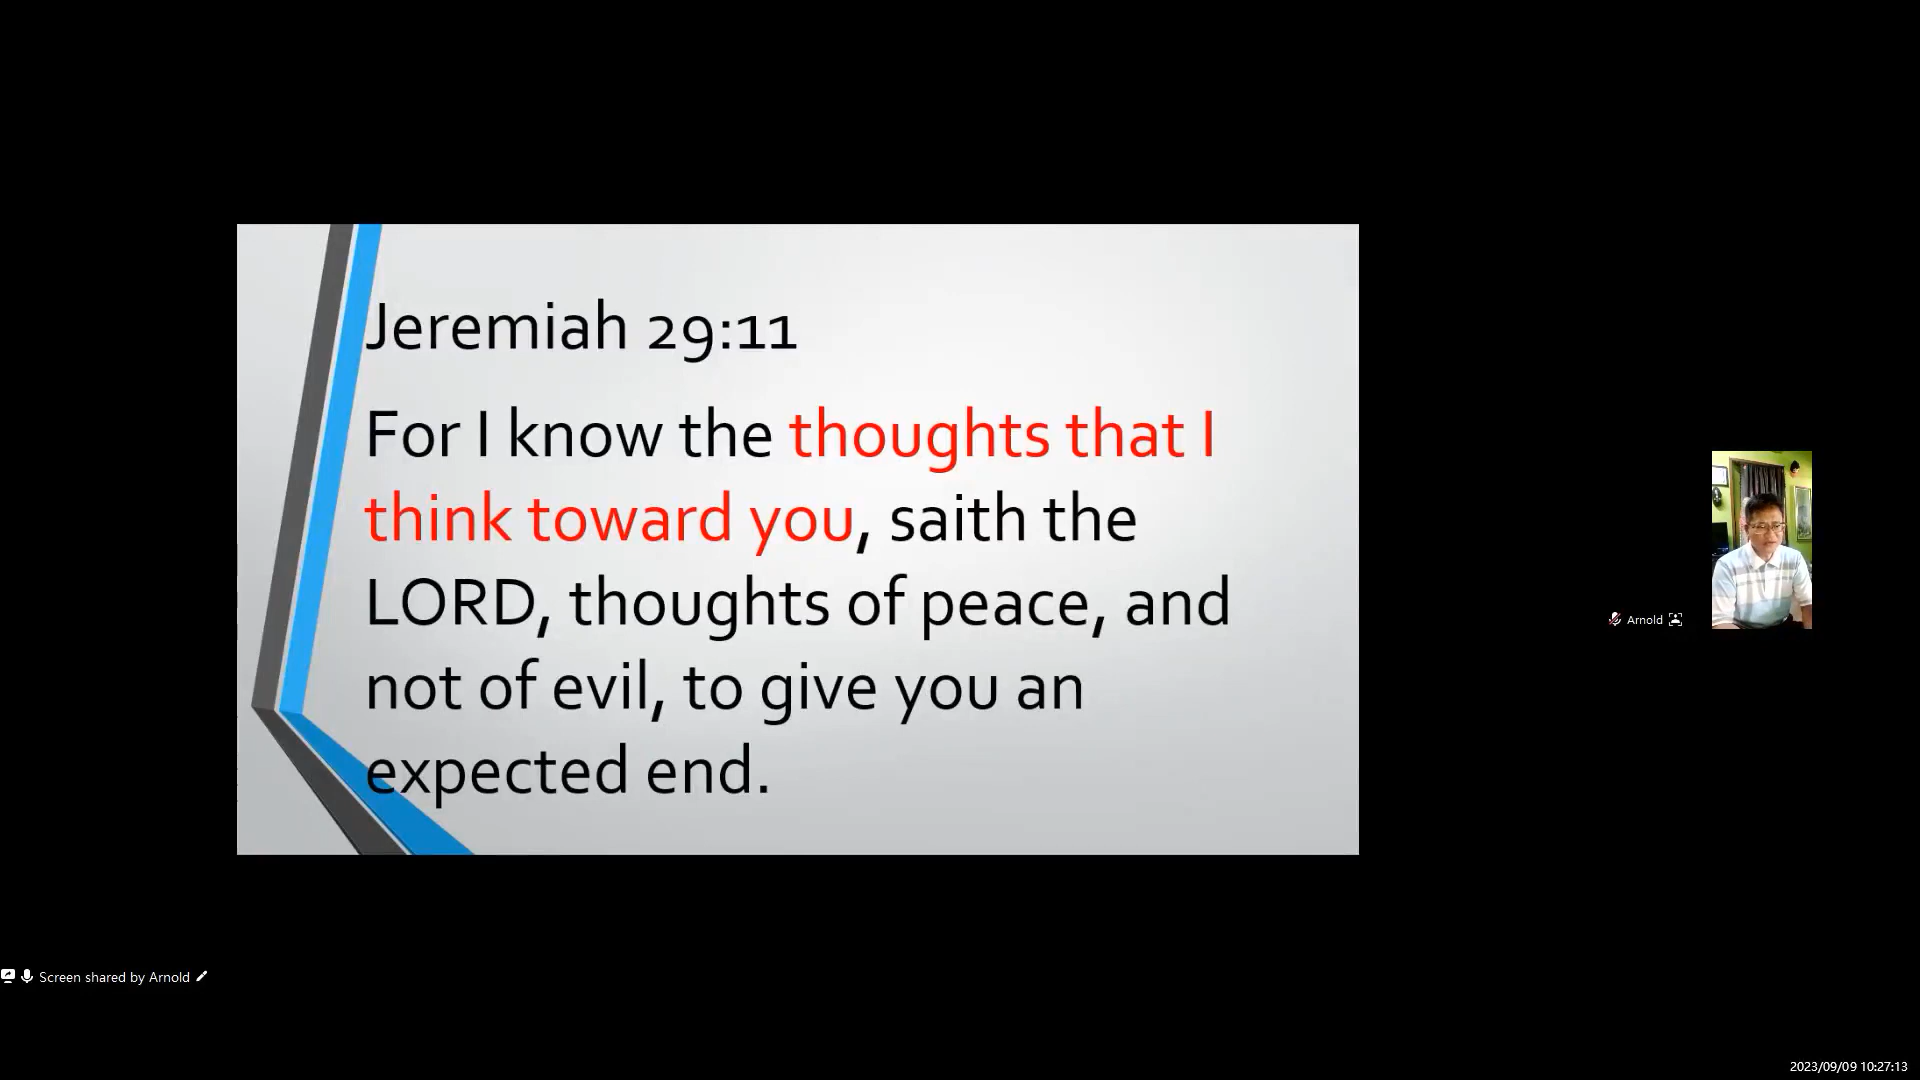 Jeremiah 29:11
For I know the thoughts that I
think toward you, saith the
LORD, thoughts of peace, and
not of evil, to give you an
expected end.
Arnold
Screen shared by Arnold
2023/09/09 10:27:13